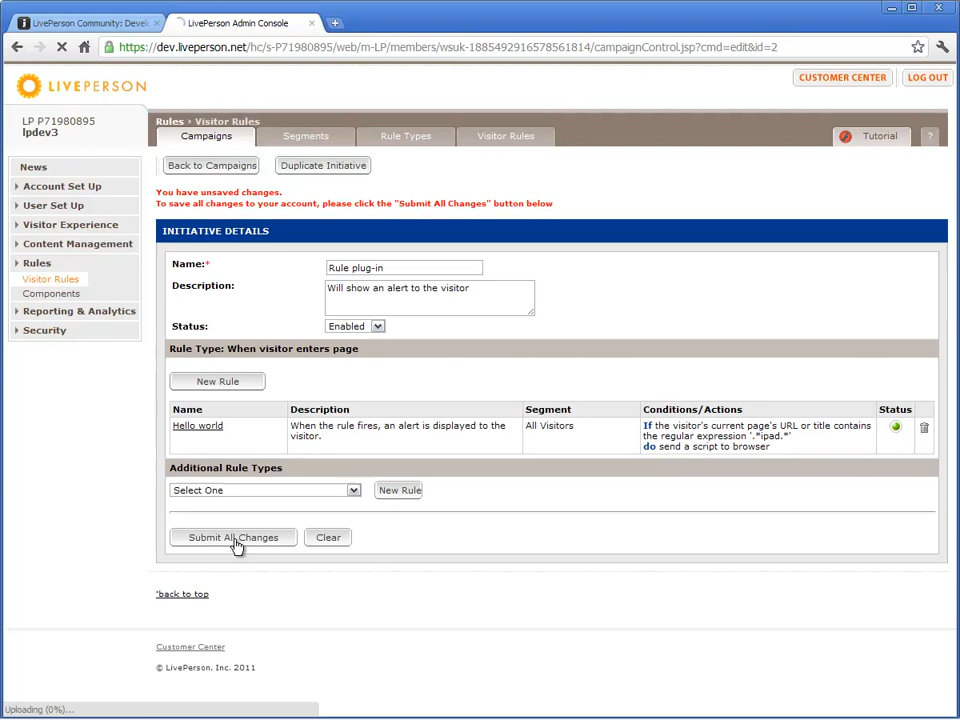 LivePerson Community: Devel
LivePerson Admin Console
https://dev.liveperson.net/hc/s-P71980895/web/m-LP/members/wsuk-1885492916578561814/campaignControl.jsp?cmd=edit&id=2
LIVEPERSON
CUSTOMER CENTER
LOG OUT
LP P71980895
lpdev3
Rules › Visitor Rules
Campaigns
Segments
Rule Types
Visitor Rules
Tutorial
?
News
Account Set Up
User Set Up
Visitor Experience
Content Management
Rules
Visitor Rules
Components
Reporting & Analytics
Security
Back to Campaigns
Duplicate Initiative
You have unsaved changes.
To save all changes to your account, please click the "Submit All Changes" button below
INITIATIVE DETAILS
Name:*
Rule plug-in
Description:
Will show an alert to the visitor
Status:
Enabled
Rule Type: When visitor enters page
New Rule
Name
Description
Segment
Conditions/Actions
Status
Hello world
When the rule fires, an alert is displayed to the
visitor.
All Visitors
If the visitor's current page's URL or title contains
the regular expression '.*ipad.*'
do send a script to browser
Additional Rule Types
Select One
New Rule
Submit All Changes
Clear
^back to top
Customer Center
© LivePerson, Inc. 2011
Uploading (0%)...